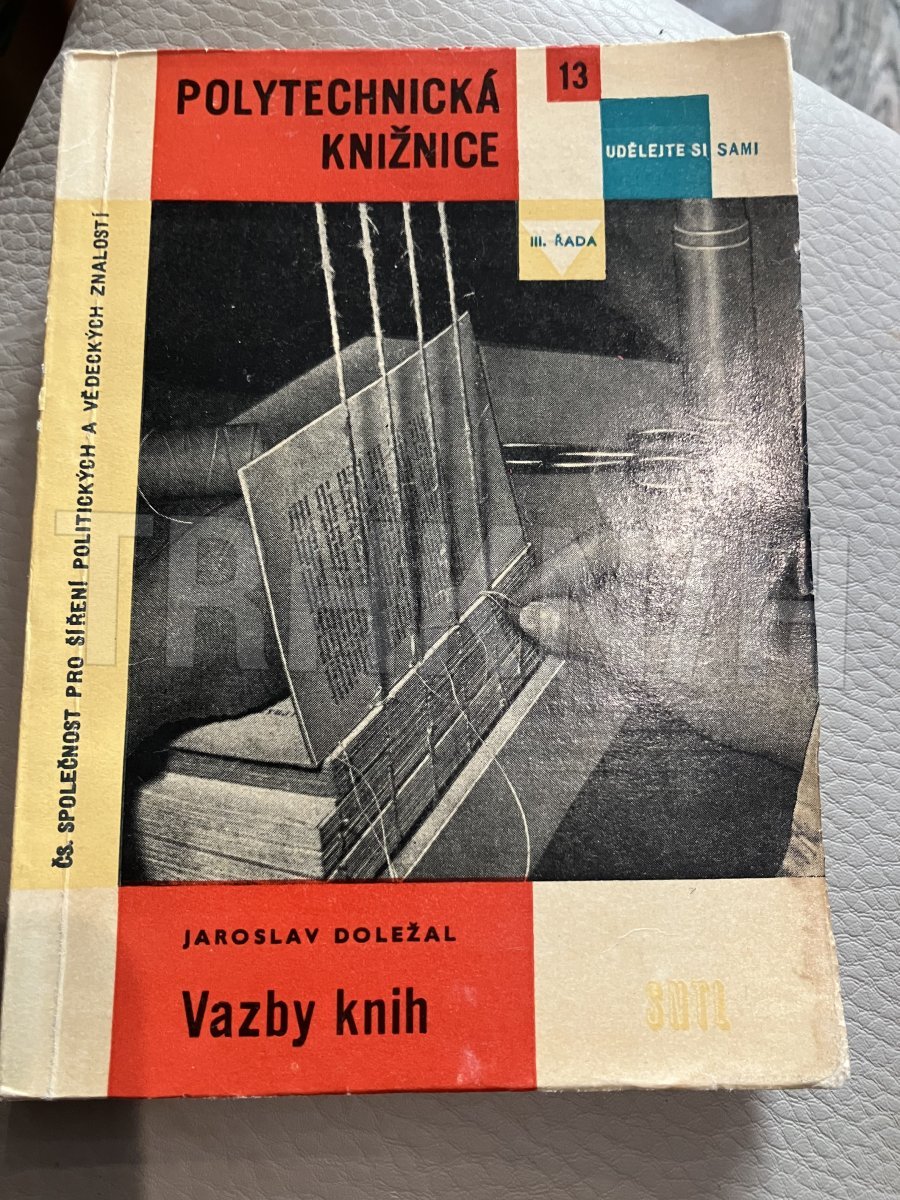 POLYTECHNICKÁ
KNIŽNICE
13
UDĚLEJTE SI SAMI
III. ŘADA
ČS. SPOLEČNOST PRO ŠÍŘENÍ POLITICKÝCH A VĚDECKÝCH ZNALOSTÍ
JAROSLAV DOLEŽAL
Vazby knih
SNTL